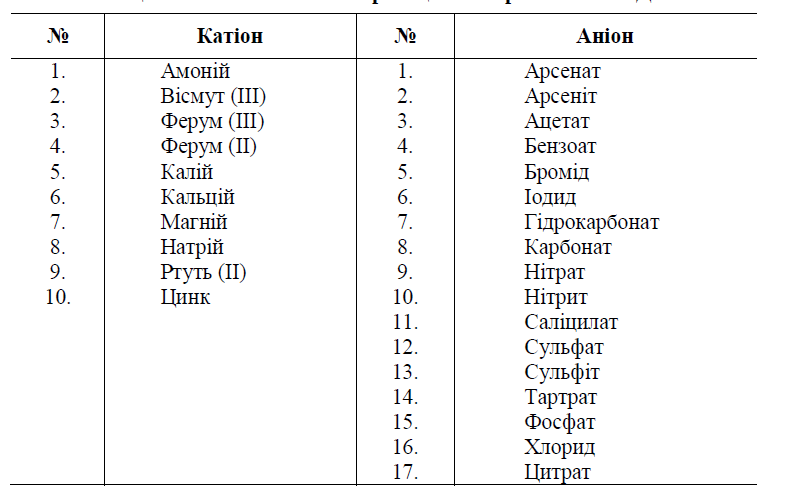 № Катіон № Аніон
1. Амоній 1. Арсенат
2. Вісмут (III) 2. Арсеніт
3. Ферум (III) 3. Ацетат
4. Ферум (II) 4. Бензоат
5. Калій 5. Бромід
6. Кальцій 6. Іодид
7. Магній 7. Гідрокарбонат
8. Натрій 8. Карбонат
9. Ртуть (II) 9. Нітрат
10. Цинк 10. Нітрит
11. Саліцилат
12. Сульфат
13. Сульфіт
14. Тартрат
15. Фосфат
16. Хлорид
17. Цитрат